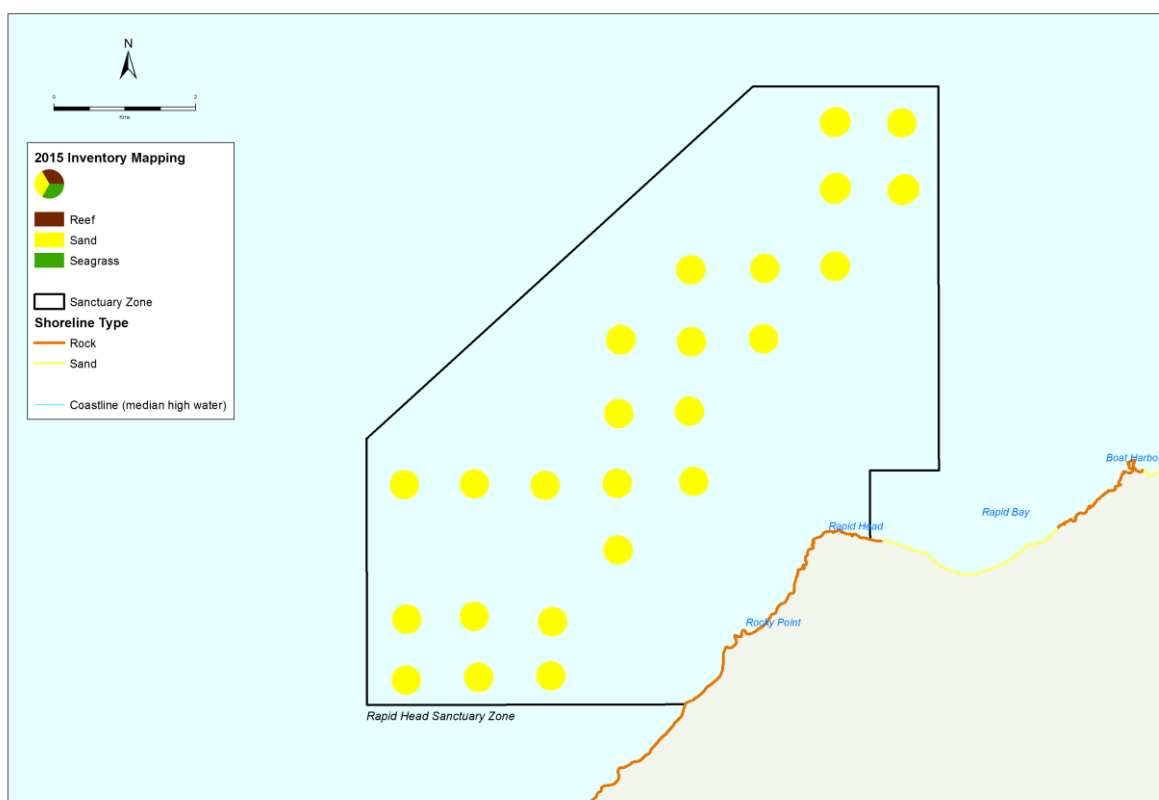 N
0 2
Kms
2015 Inventory Mapping
Reef
Sand
Seagrass
Sanctuary Zone
Shoreline Type
Rock
Sand
Coastline (median high water)
Boat Harbo
Rapid Bay
Rapid Head
Rocky Point
Rapid Head Sanctuary Zone